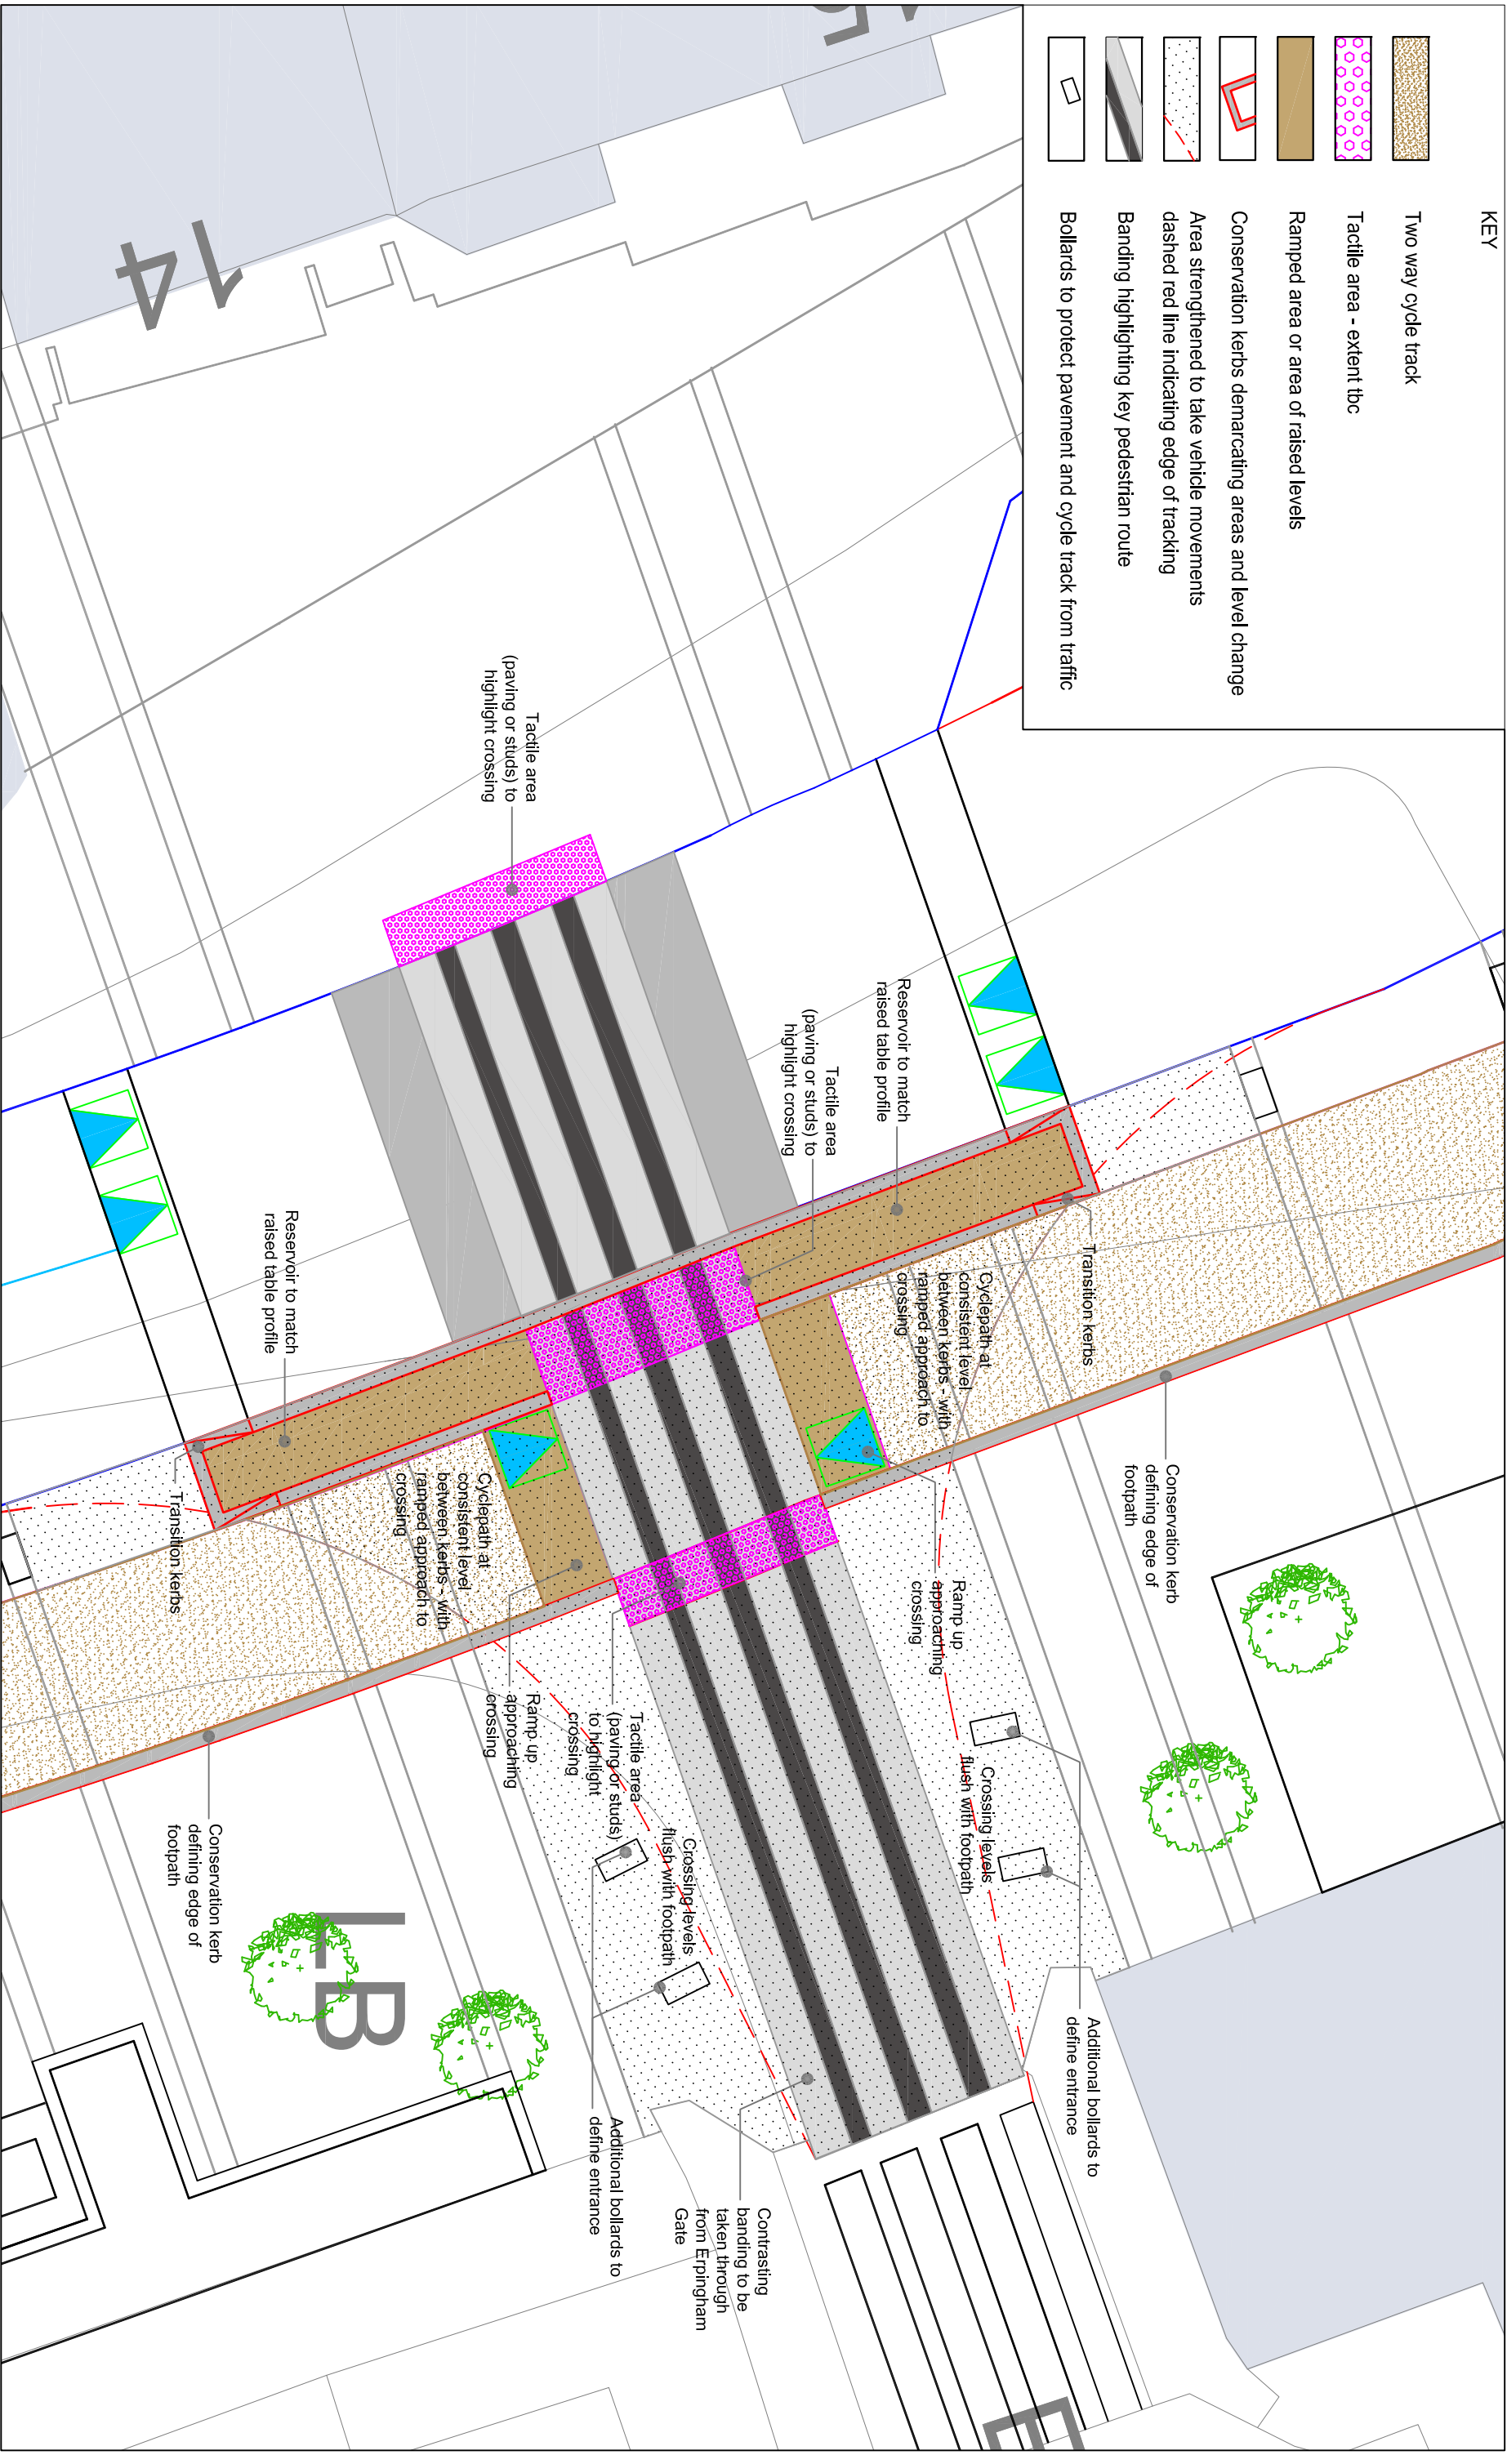 KEY
Two way cycle track
Tactile area - extent tbc
Ramped area or area of raised levels
Conservation kerbs demarcating areas and level change
Area strengthened to take vehicle movements
dashed red line indicating edge of tracking
Banding highlighting key pedestrian route
Bollards to protect pavement and cycle track from traffic
14
Tactile area
(paving or studs) to
highlight crossing
Reservoir to match
raised table profile
Tactile area
(paving or studs) to
highlight crossing
Reservoir to match
raised table profile
Transition kerbs
Cyclepath at
consistent level
between kerbs - with
ramped approach to
crossing
Conservation kerb
defining edge of
footpath
Cyclepath at
consistent level
between kerbs - with
ramped approach to
crossing
Transition kerbs
Ramp up
approaching
crossing
Ramp up
approaching
crossing
Tactile area
(paving or studs)
to highlight
crossing
Crossing levels
flush with footpath
Crossing levels
flush with footpath
Conservation kerb
defining edge of
footpath
LB
Additional bollards to
define entrance
Additional bollards to
define entrance
Contrasting
banding to be
taken through
from Erpingham
Gate
E